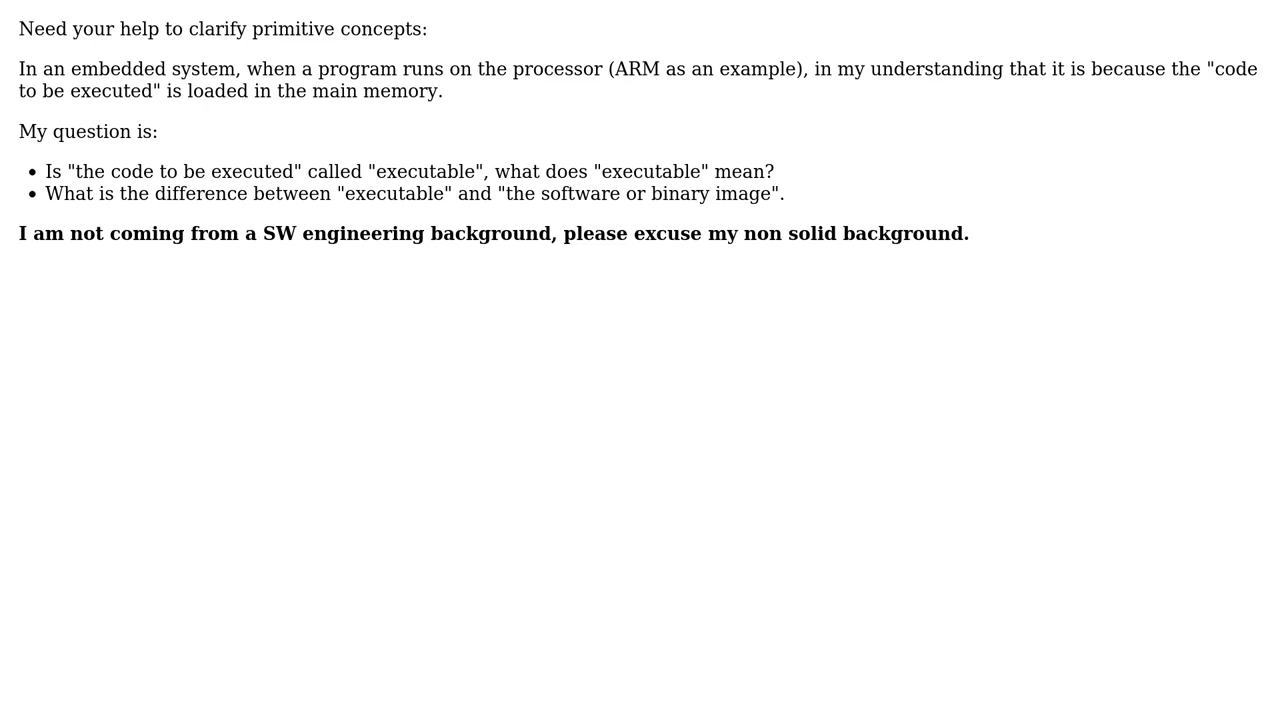 Need your help to clarify primitive concepts:
In an embedded system, when a program runs on the processor (ARM as an example), in my understanding that it is because the "code
to be executed" is loaded in the main memory.
My question is:
• Is "the code to be executed" called "executable", what does "executable" mean?
• What is the difference between "executable" and "the software or binary image".
I am not coming from a SW engineering background, please excuse my non solid background.